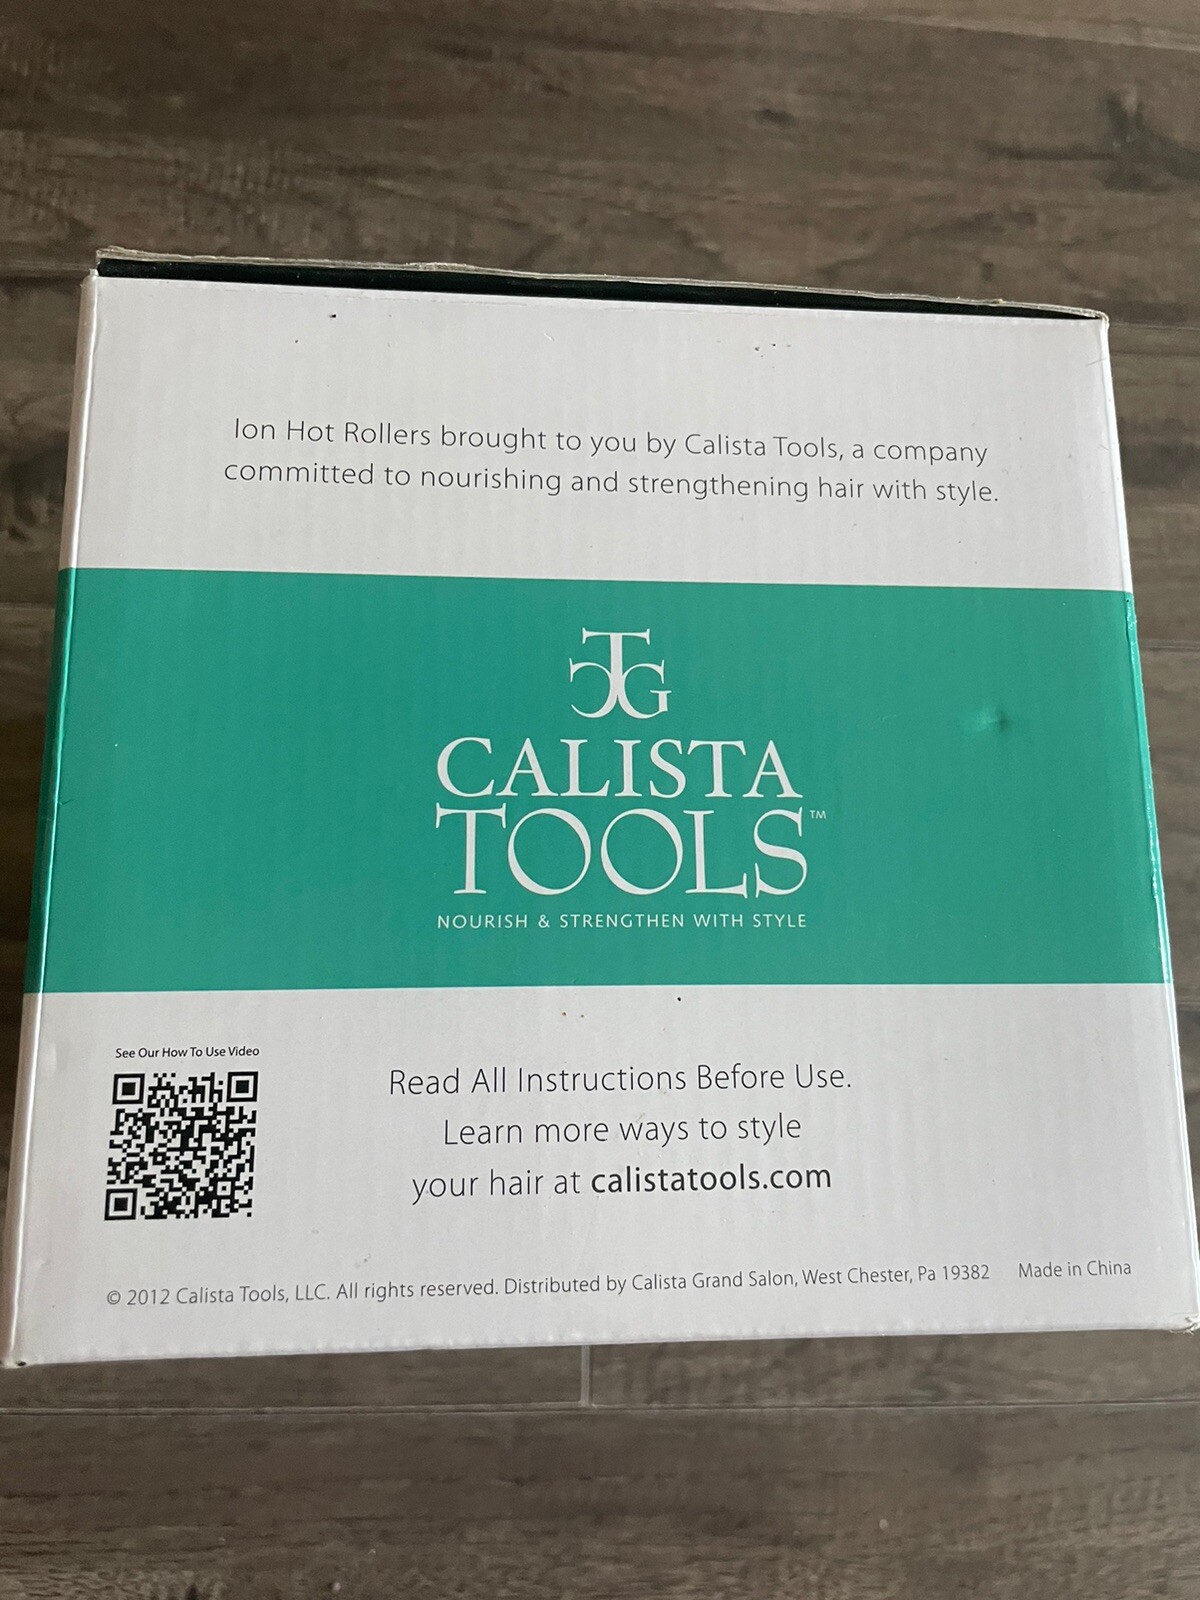 Ion Hot Rollers brought to you by Calista Tools, a company
committed to nourishing and strengthening hair with style.
CTG
CALISTA
TOOLS™
NOURISH & STRENGTHEN WITH STYLE
See Our How To Use Video
Read All Instructions Before Use.
Learn more ways to style
your hair at calistatools.com
© 2012 Calista Tools, LLC. All rights reserved. Distributed by Calista Grand Salon, West Chester, Pa 19382 Made in China